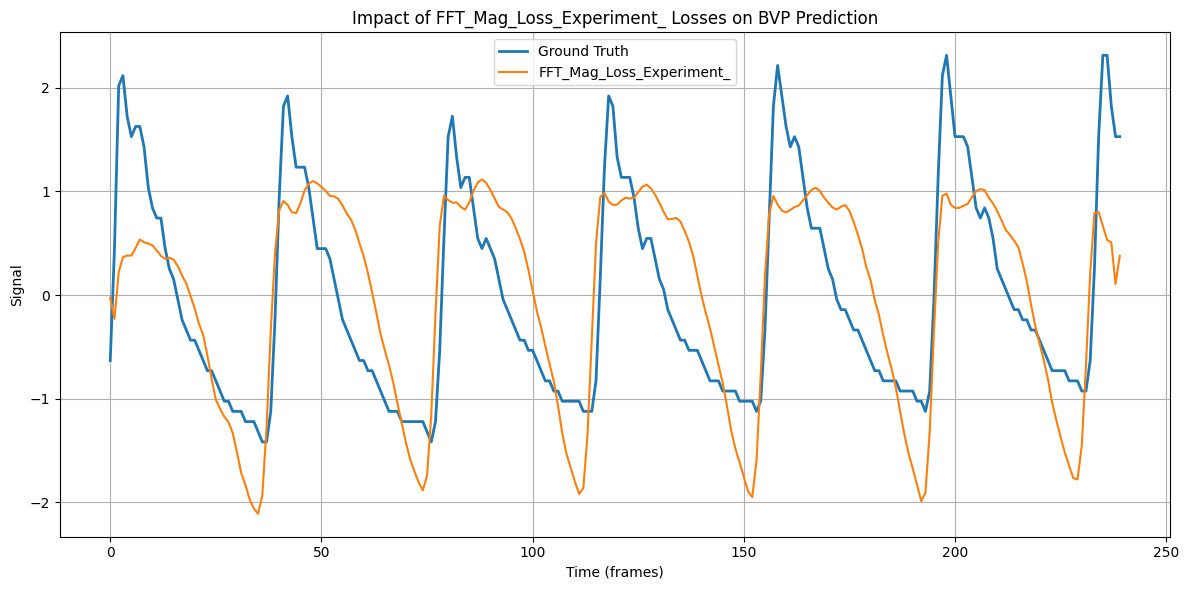 Impact of FFT_Mag_Loss_Experiment_ Losses on BVP Prediction
Ground Truth
FFT_Mag_Loss_Experiment_
Signal
2
1
0
−1
−2
0 50 100 150 200 250
Time (frames)